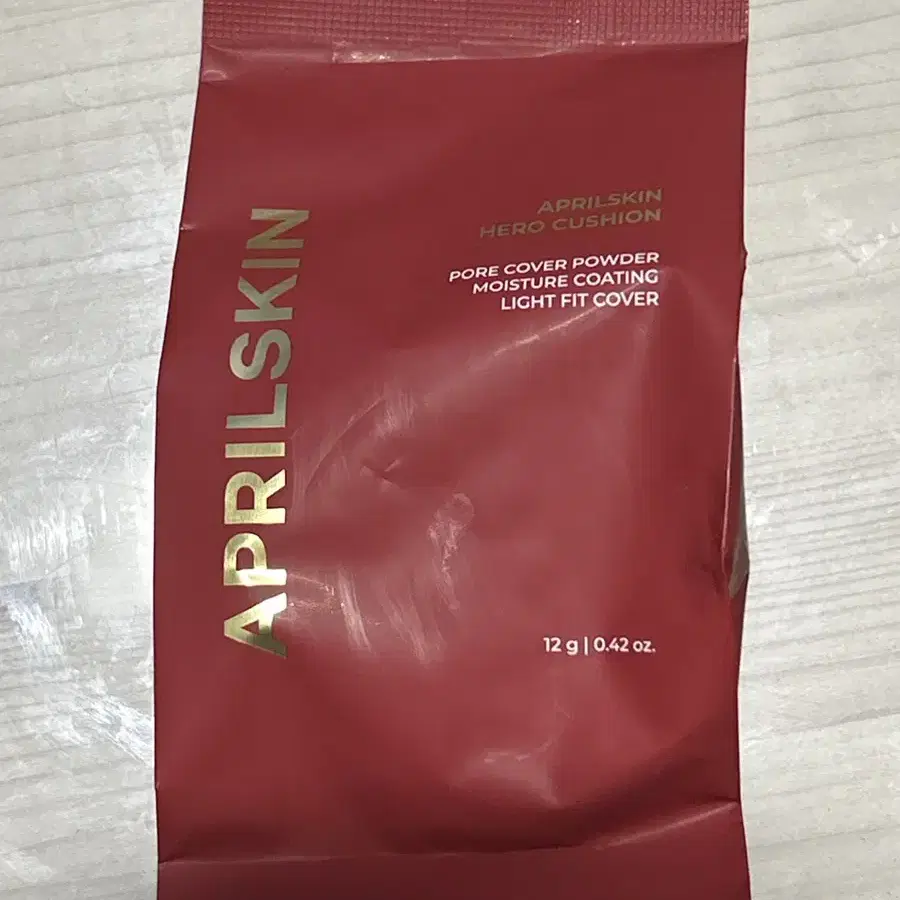 APRILSKIN
APRILSKIN
HERO CUSHION
PORE COVER POWDER
MOISTURE COATING
LIGHT FIT COVER
12 g | 0.42 oz.